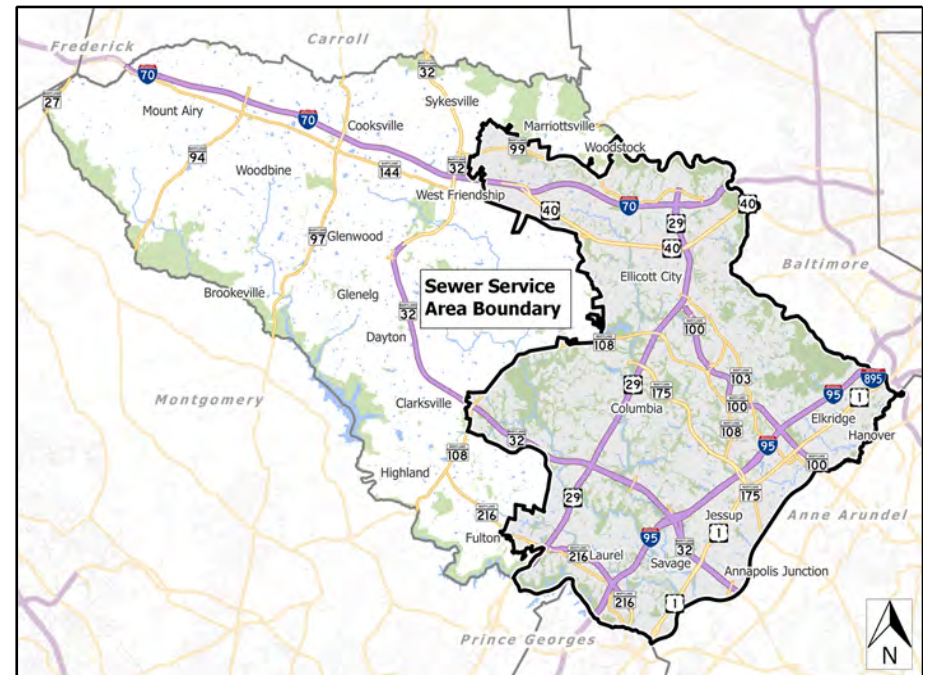 Frederick
Carroll
70
32
27
Mount Airy
Sykesville
70
Cooksville
Marriottsville
99
Woodstock
94
Woodbine
144
32
West Friendship
40
70
40
29
97
Glenwood
40
Ellicott City
Baltimore
Brookeville
Glenelg
Sewer Service
Area Boundary
32
Dayton
100
108
103
895
29
175
95
1
Montgomery
Clarksville
Columbia
100
Elkridge
32
108
Hanover
108
95
100
Highland
29
175
216
Jessup
Anne Arundel
Fulton
95
1
216
Laurel
32
Savage
Annapolis Junction
216
1
Prince Georges
N